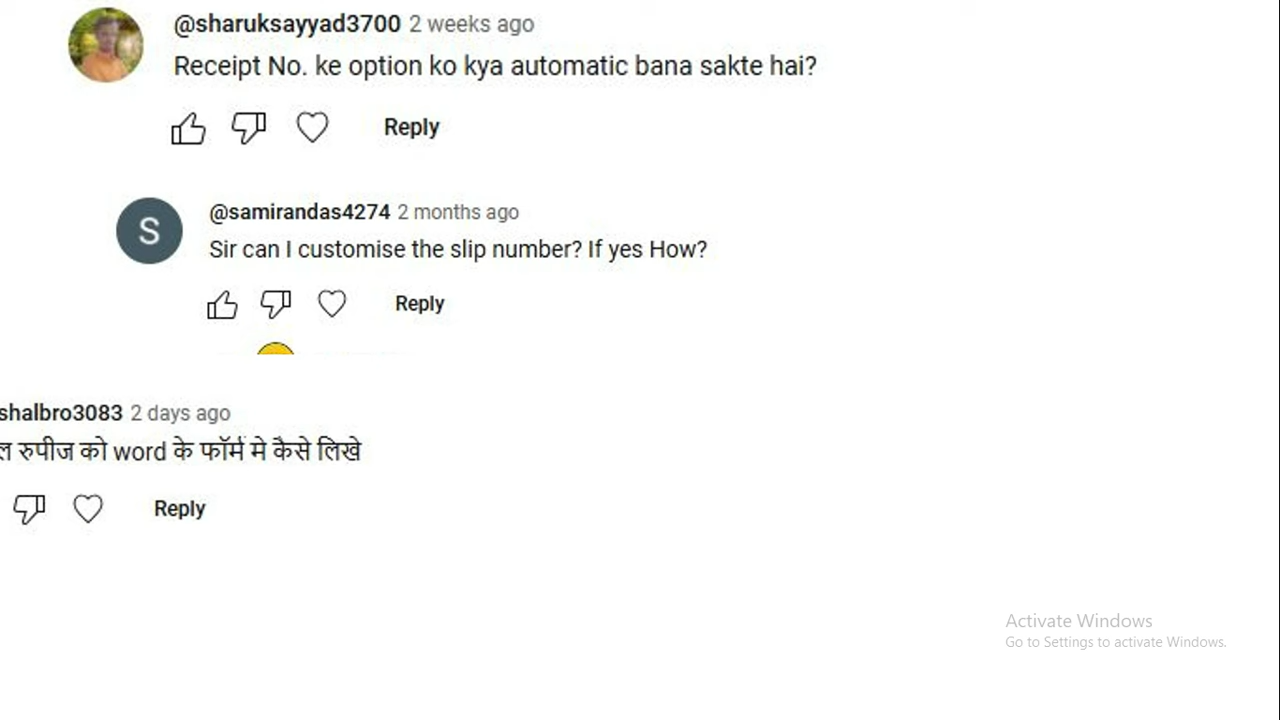 @sharuksayyad3700 2 weeks ago
Receipt No. ke option ko kya automatic bana sakte hai?
Reply
S
@samirandas4274 2 months ago
Sir can I customise the slip number? If yes How?
Reply
shalbro3083 2 days ago
ल रुपीज को word के फॉर्म मे कैसे लिखे
Reply
Activate Windows
Go to Settings to activate Windows.